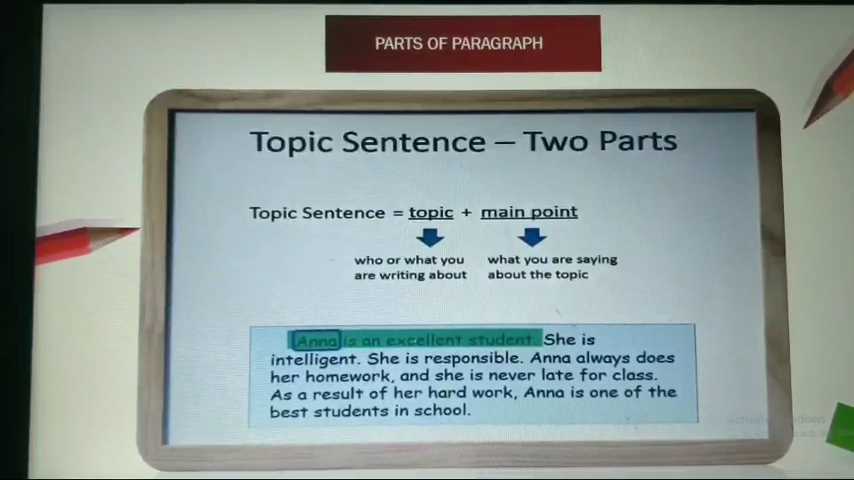 PARTS OF PARAGRAPH
Topic Sentence – Two Parts
Topic Sentence = topic + main point
who or what you are writing about
what you are saying about the topic
Anna is an excellent student. She is
intelligent. She is responsible. Anna always does
her homework, and she is never late for class.
As a result of her hard work, Anna is one of the
best students in school.
Activate Windows